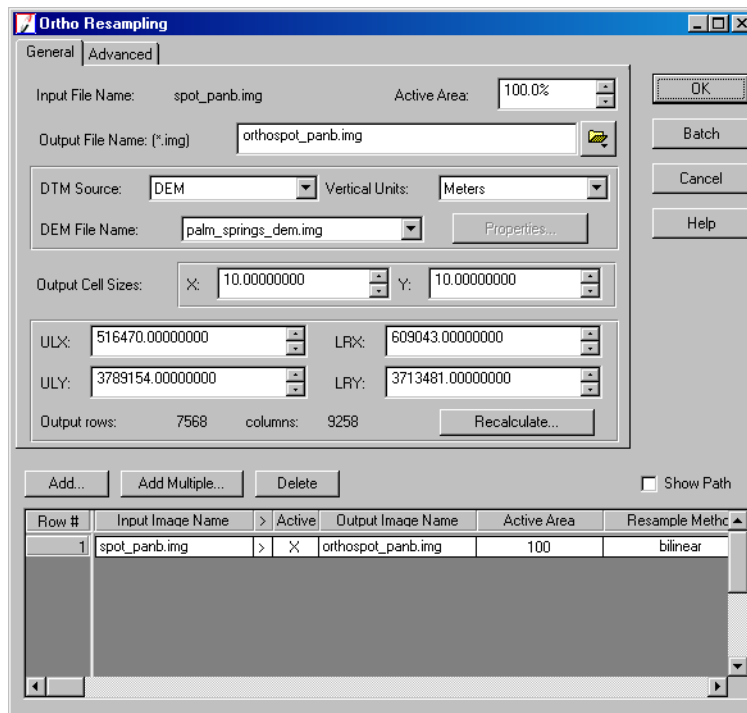 Ortho Resampling
General Advanced
Input File Name: spot_panb.img Active Area: 100.0% OK
Output File Name: (*.img) orthospot_panb.img Batch
DTM Source: DEM Vertical Units: Meters Cancel
DEM File Name: palm_springs_dem.img Properties... Help
Output Cell Sizes: X: 10.00000000 Y: 10.00000000
ULX: 516470.00000000 LRX: 609043.00000000
ULY: 3789154.00000000 LRY: 3713481.00000000
Output rows: 7568 columns: 9258 Recalculate...
Add... Add Multiple... Delete Show Path
Row # Input Image Name > Active Output Image Name Active Area Resample Metho
1 spot_panb.img > X orthospot_panb.img 100 bilinear